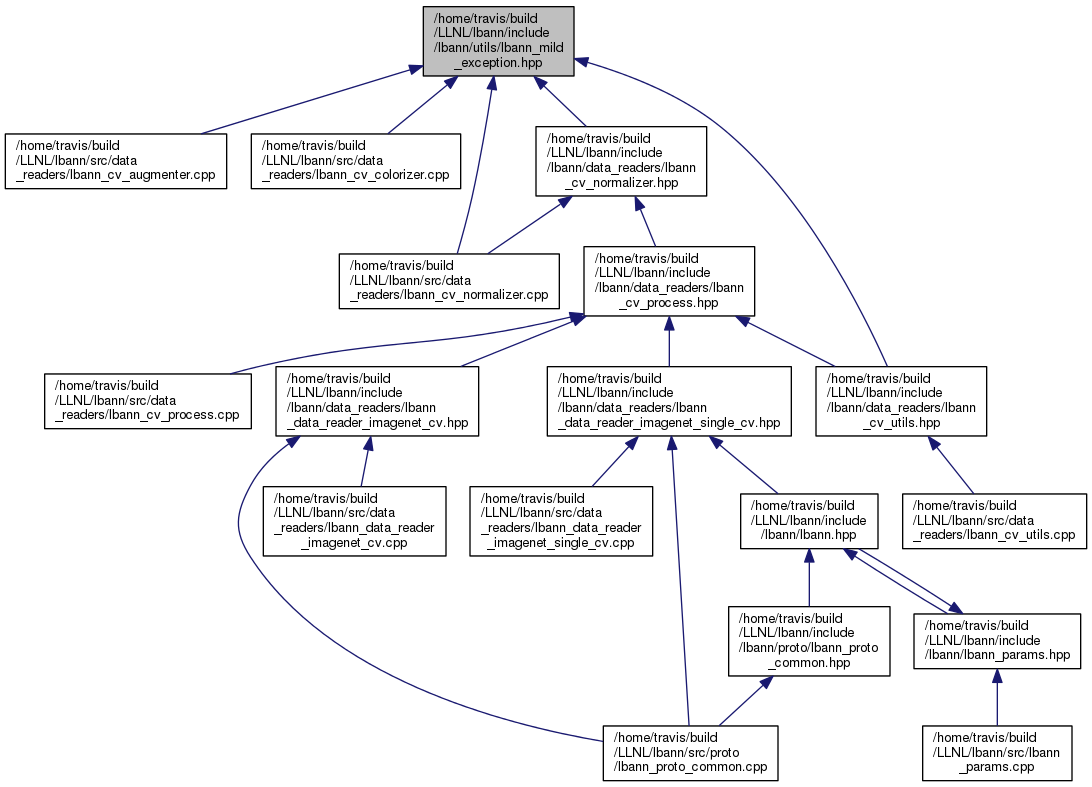 /home/travis/build
/LLNL/lbann/include
/lbann/utils/lbann_mild
_exception.hpp
/home/travis/build
/LLNL/lbann/src/data
_readers/lbann_cv_augmenter.cpp
/home/travis/build
/LLNL/lbann/src/data
_readers/lbann_cv_colorizer.cpp
/home/travis/build
/LLNL/lbann/include
/lbann/data_readers/lbann
_cv_normalizer.hpp
/home/travis/build
/LLNL/lbann/src/data
_readers/lbann_cv_normalizer.cpp
/home/travis/build
/LLNL/lbann/include
/lbann/data_readers/lbann
_cv_process.hpp
/home/travis/build
/LLNL/lbann/src/data
_readers/lbann_cv_process.cpp
/home/travis/build
/LLNL/lbann/include
/lbann/data_readers/lbann
_data_reader_imagenet_cv.hpp
/home/travis/build
/LLNL/lbann/include
/lbann/data_readers/lbann
_data_reader_imagenet_single_cv.hpp
/home/travis/build
/LLNL/lbann/include
/lbann/data_readers/lbann
_cv_utils.hpp
/home/travis/build
/LLNL/lbann/src/data
_readers/lbann_data_reader
_imagenet_cv.cpp
/home/travis/build
/LLNL/lbann/src/data
_readers/lbann_data_reader
_imagenet_single_cv.cpp
/home/travis/build
/LLNL/lbann/include
/lbann/lbann.hpp
/home/travis/build
/LLNL/lbann/src/data
_readers/lbann_cv_utils.cpp
/home/travis/build
/LLNL/lbann/include
/lbann/proto/lbann_proto
_common.hpp
/home/travis/build
/LLNL/lbann/include
/lbann/lbann_params.hpp
/home/travis/build
/LLNL/lbann/src/proto
/lbann_proto_common.cpp
/home/travis/build
/LLNL/lbann/src/lbann
_params.cpp